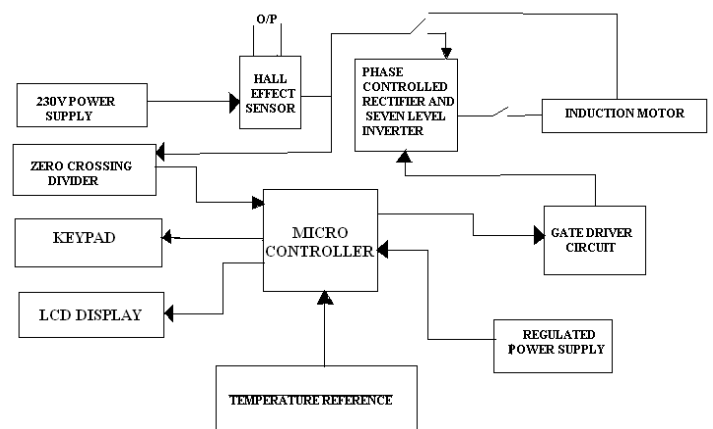 O/P
HALL
EFFECT
SENSOR
PHASE
CONTROLLED
RECTIFIER AND
SEVEN LEVEL
INVERTER
230V POWER
SUPPLY
INDUCTION MOTOR
ZERO CROSSING
DIVIDER
MICRO
CONTROLLER
KEYPAD
GATE DRIVER
CIRCUIT
LCD DISPLAY
REGULATED
POWER SUPPLY
TEMPERATURE REFERENCE